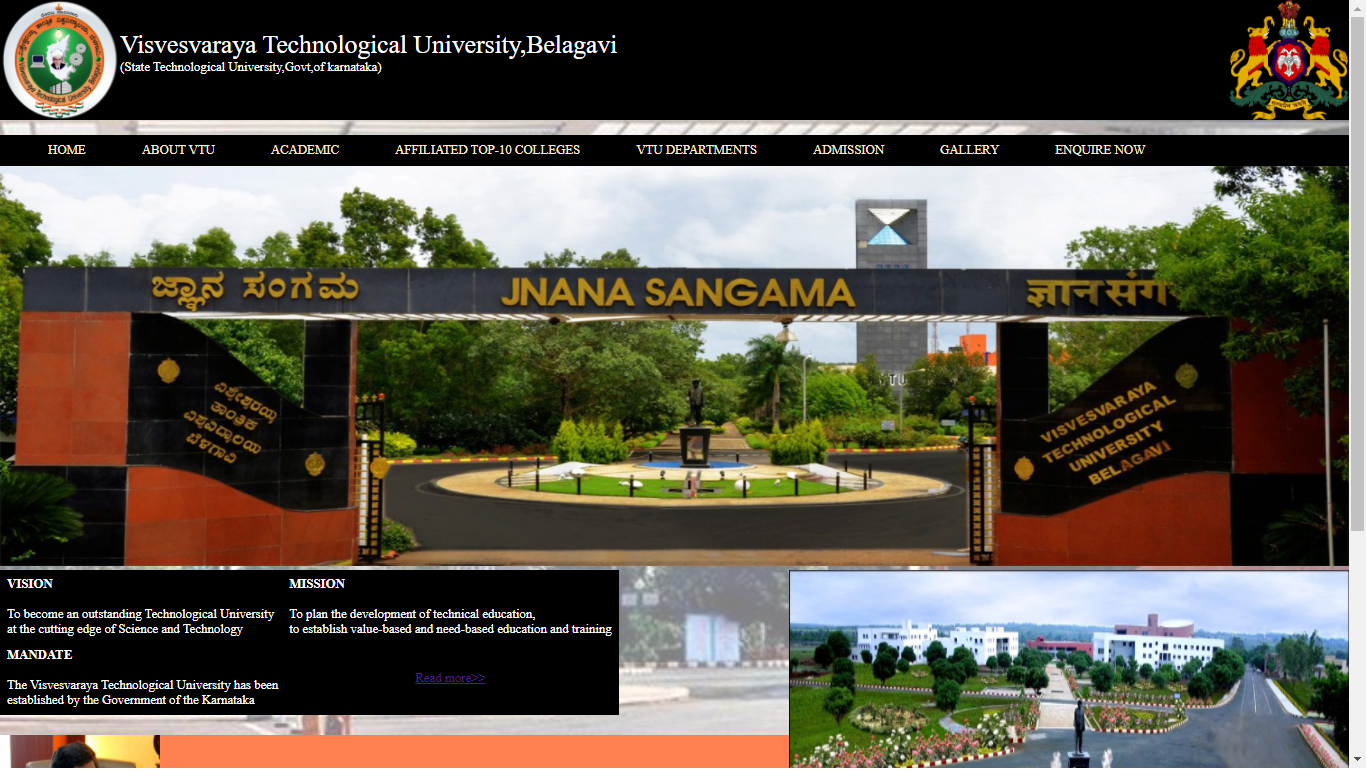 Visvesvaraya Technological University,Belagavi
(State Technological University,Govt,of karnataka)
HOME ABOUT VTU ACADEMIC AFFILIATED TOP-10 COLLEGES VTU DEPARTMENTS ADMISSION GALLERY ENQUIRE NOW
ಜ್ಞಾನ ಸಂಗಮ JNANA SANGAMA ज्ञान संग
ವಿಶ್ವೇಶ್ವರಯ್ಯ
ತಾಂತ್ರಿಕ
ವಿಶ್ವವಿದ್ಯಾಲಯ
ಬೆಳಗಾವಿ
VTU
VISVESVARAYA
TECHNOLOGICAL
UNIVERSITY
BELAGAVI
VISION
To become an outstanding Technological University
at the cutting edge of Science and Technology
MISSION
To plan the development of technical education,
to establish value-based and need-based education and training
MANDATE
The Visvesvaraya Technological University has been
established by the Government of the Karnataka
Read more>>